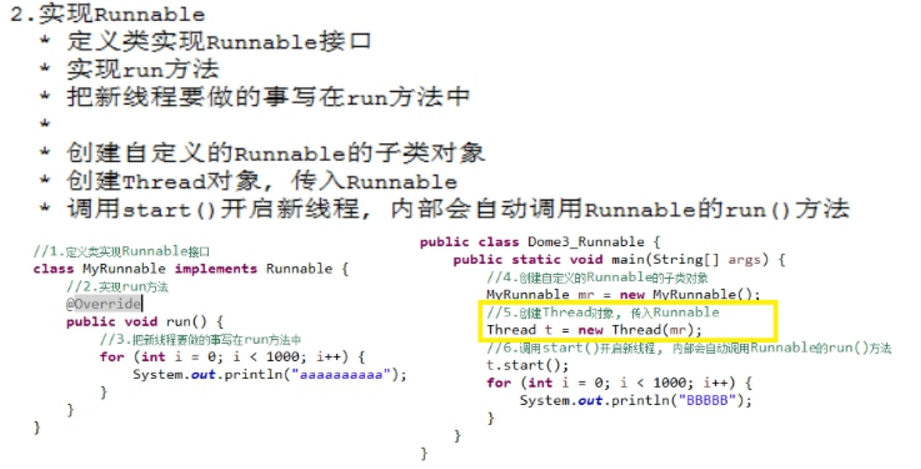 2.实现Runnable
* 定义类实现Runnable接口
* 实现run方法
* 把新线程要做的事写在run方法中
*
* 创建自定义的Runnable的子类对象
* 创建Thread对象, 传入Runnable
* 调用start()开启新线程, 内部会自动调用Runnable的run()方法
//1.定义类实现Runnable接口
class MyRunnable implements Runnable {
//2.实现run方法
@Override
public void run() {
//3.把新线程要做的事写在run方法中
for (int i = 0; i < 1000; i++) {
System.out.println("aaaaaaaaaa");
}
}
}
public class Dome3_Runnable {
public static void main(String[] args) {
//4.创建自定义的Runnable的子类对象
MyRunnable mr = new MyRunnable();
//5.创建Thread对象, 传入Runnable
Thread t = new Thread(mr);
//6.调用start()开启新线程, 内部会自动调用Runnable的run()方法
t.start();
for (int i = 0; i < 1000; i++) {
System.out.println("BBBBB");
}
}
}